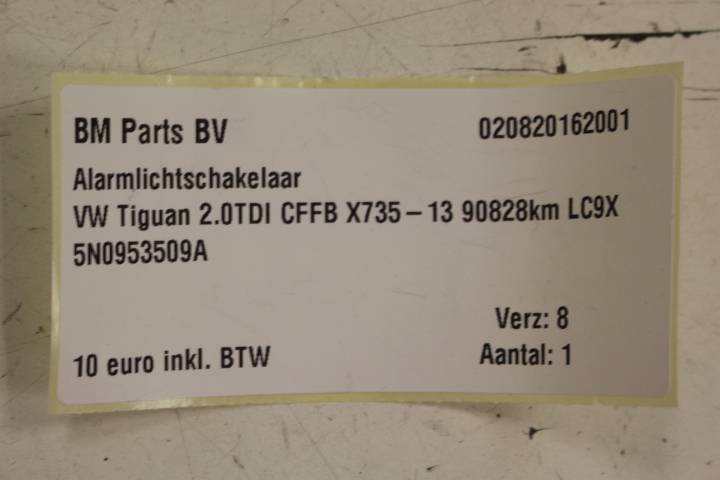 BM Parts BV 020820162001
Alarmlichtschakelaar
VW Tiguan 2.0TDI CFFB X735-13 90828km LC9X
5N0953509A
Verz: 8
10 euro inkl. BTW Aantal: 1